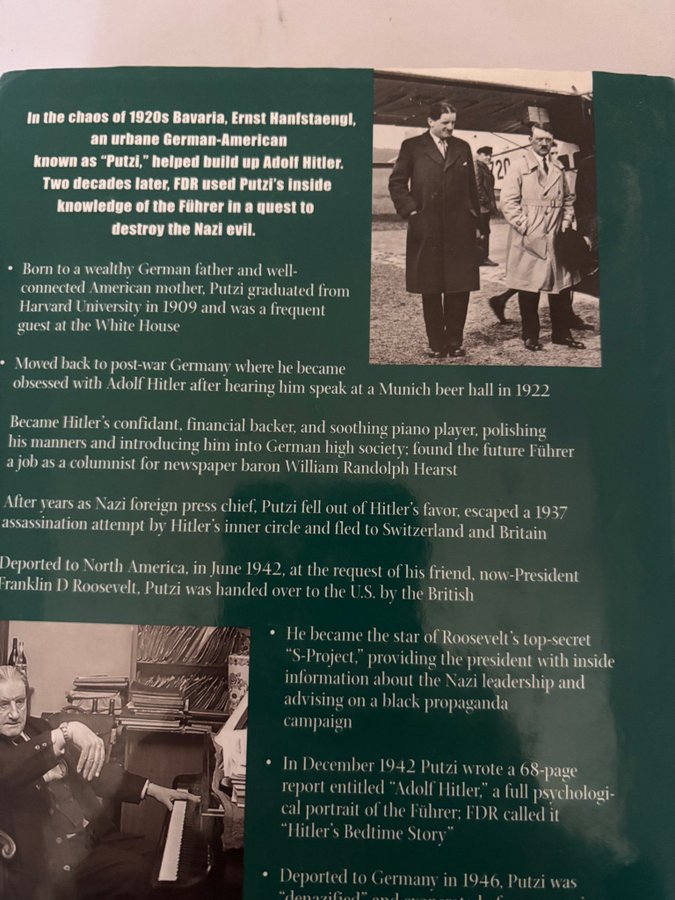 In the chaos of 1920s Bavaria, Ernst Hanfstaengl,
an urbane German-American
known as "Putzi," helped build up Adolf Hitler.
Two decades later, FDR used Putzi's inside
knowledge of the Führer in a quest to
destroy the Nazi evil.
• Born to a wealthy German father and well-
connected American mother, Putzi graduated from
Harvard University in 1909 and was a frequent
guest at the White House
• Moved back to post-war Germany where he became
obsessed with Adolf Hitler after hearing him speak at a Munich beer hall in 1922
Became Hitler's confidant, financial backer, and soothing piano player, polishing
his manners and introducing him into German high society; found the future Führer
a job as a columnist for newspaper baron William Randolph Hearst
After years as Nazi foreign press chief, Putzi fell out of Hitler's favor, escaped a 1937
assassination attempt by Hitler's inner circle and fled to Switzerland and Britain
Deported to North America, in June 1942, at the request of his friend, now-President
Franklin D Roosevelt, Putzi was handed over to the U.S. by the British
• He became the star of Roosevelt's top-secret
"S-Project," providing the president with inside
information about the Nazi leadership and
advising on a black propaganda
campaign
• In December 1942 Putzi wrote a 68-page
report entitled "Adolf Hitler," a full psychologi-
cal portrait of the Führer; FDR called it
"Hitler's Bedtime Story"
• Deported to Germany in 1946, Putzi was
"denazified" and